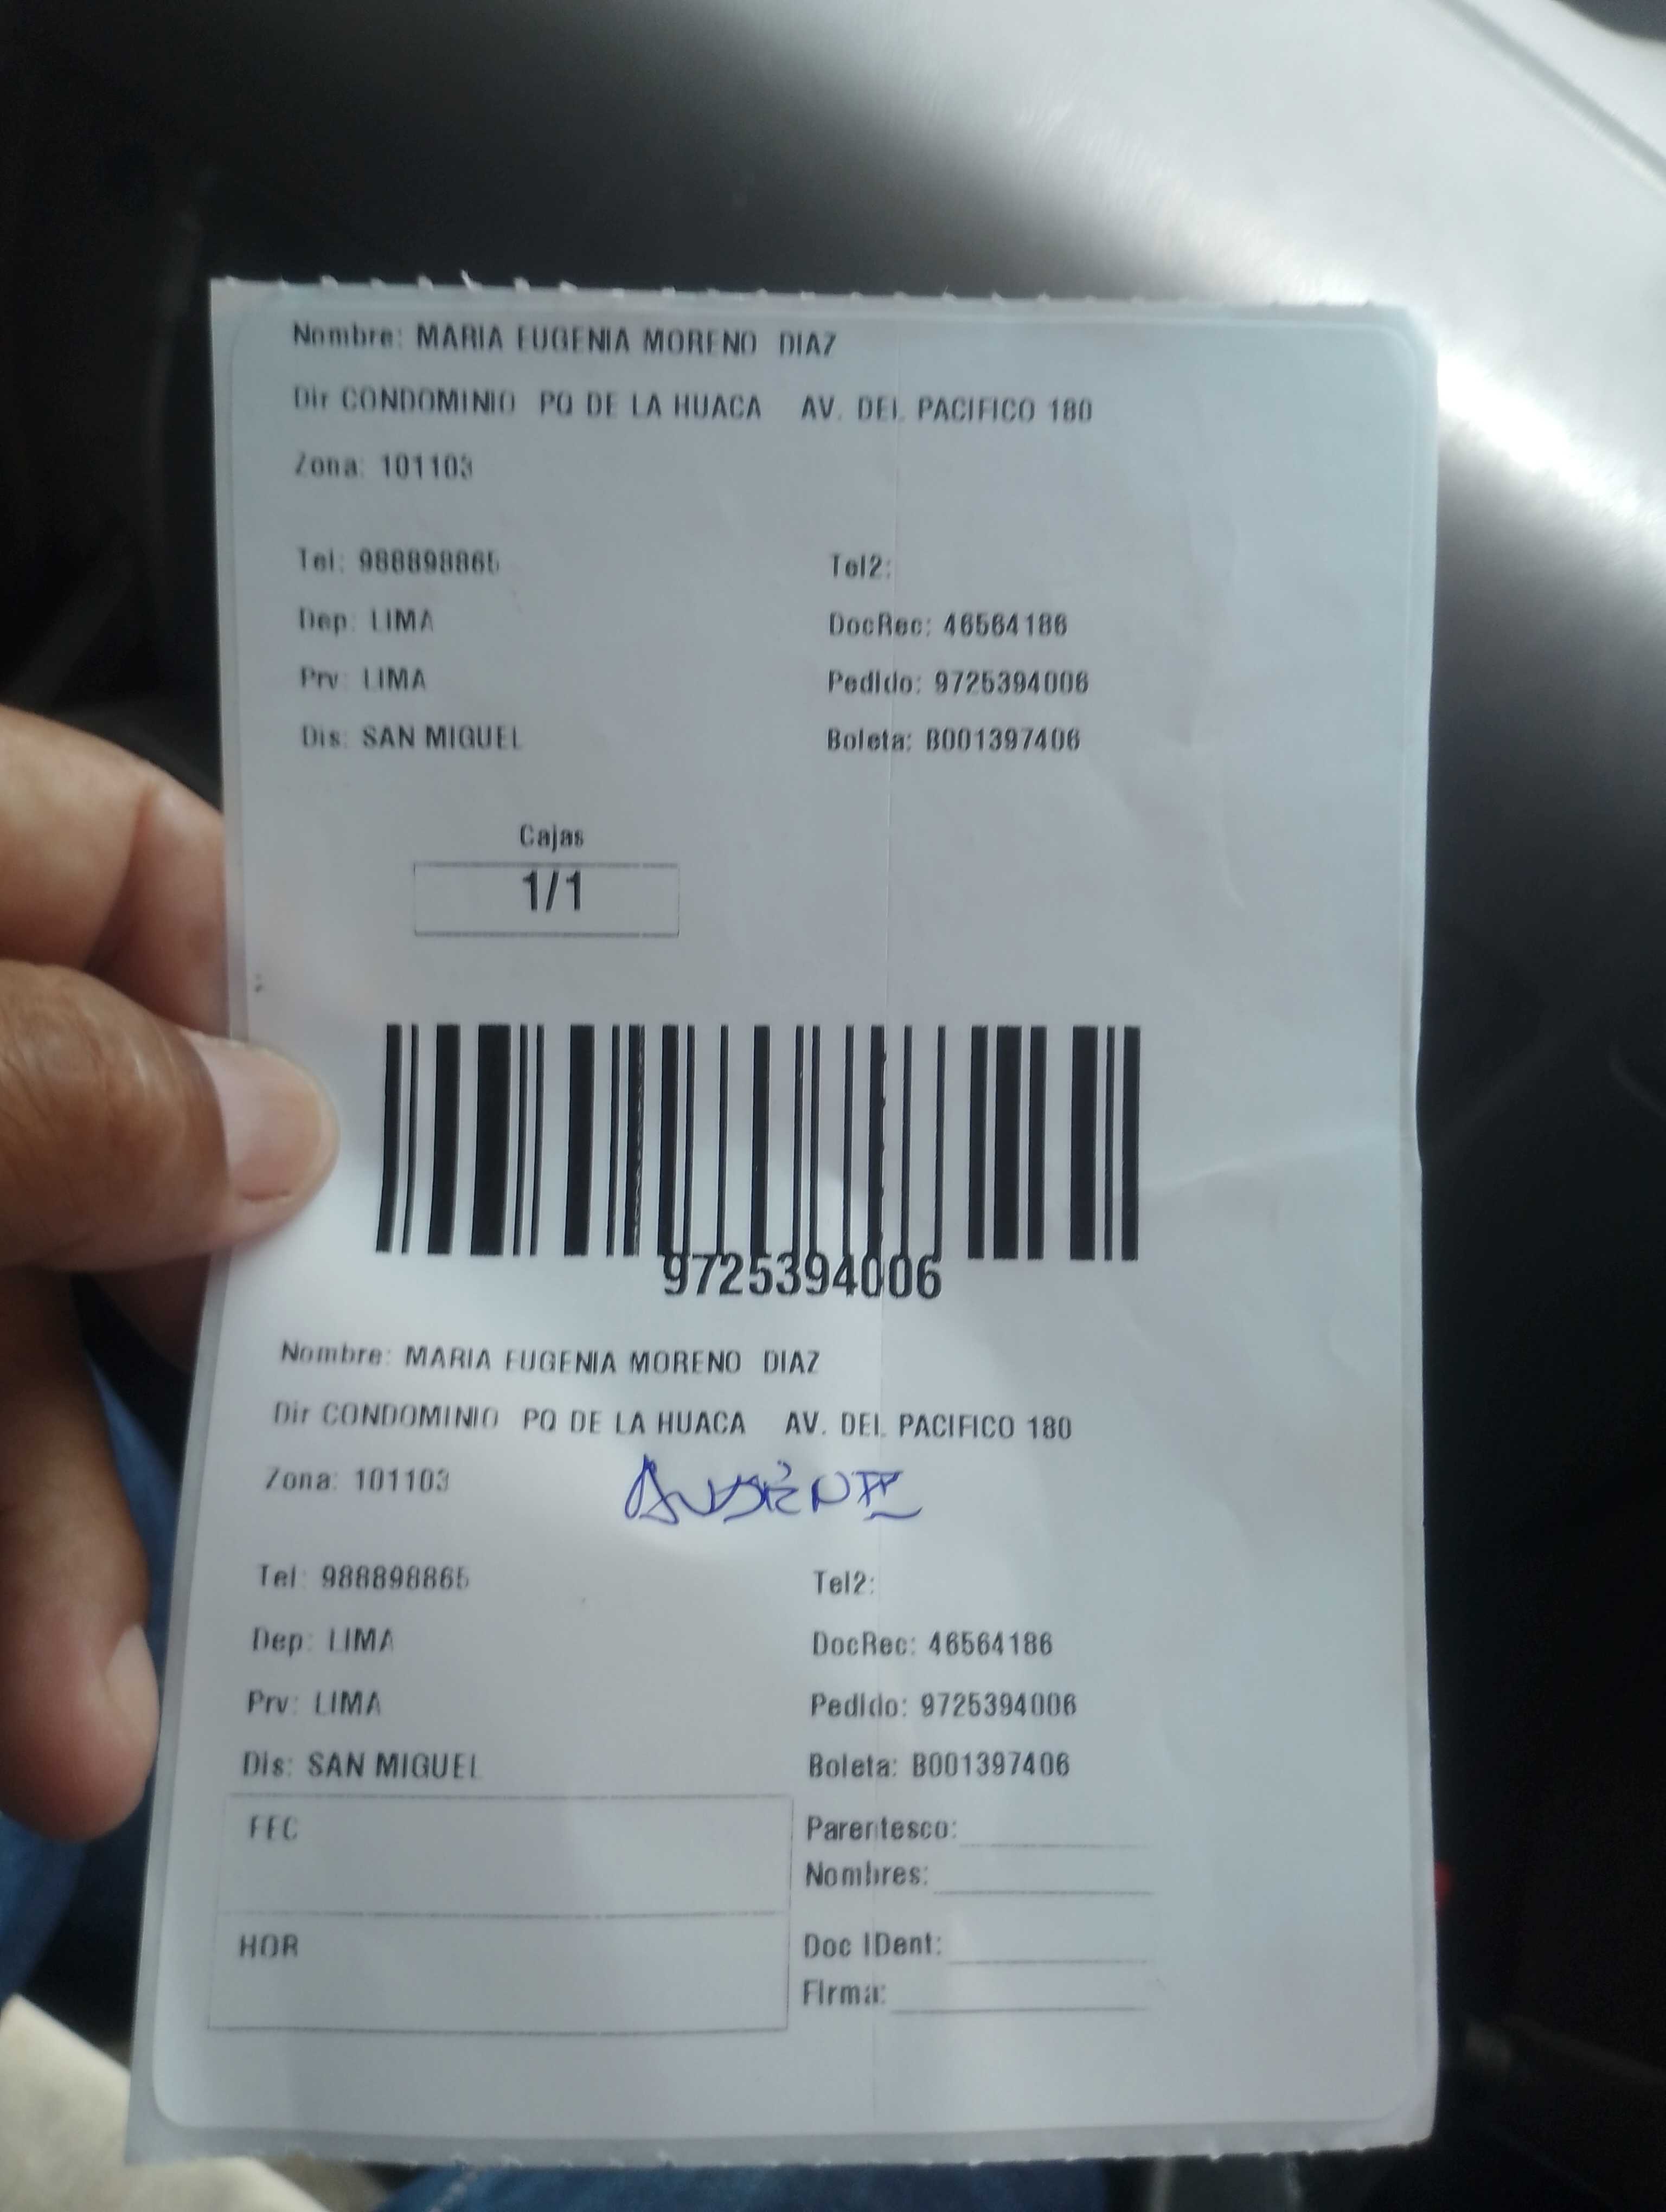 Nombre: MARIA EUGENIA MORENO DIAZ
Dir CONDOMINIO PQ DE LA HUACA AV. DEL PACIFICO 180
Zona: 101103
Tel: 988898865 Tel2:
Dep: LIMA DocRec: 46564186
Prv: LIMA Pedido: 9725394006
Dis: SAN MIGUEL Boleta: B001397406
Cajas
1/1
9725394006
Nombre: MARIA EUGENIA MORENO DIAZ
Dir CONDOMINIO PQ DE LA HUACA AV. DEL PACIFICO 180
Zona: 101103 AUSENTE
Tel: 988898865 Tel2:
Dep: LIMA DocRec: 46564186
Prv: LIMA Pedido: 9725394006
Dis: SAN MIGUEL Boleta: B001397406
FEC Parentesco:
Nombres:
HOR Doc IDent:
Firma: